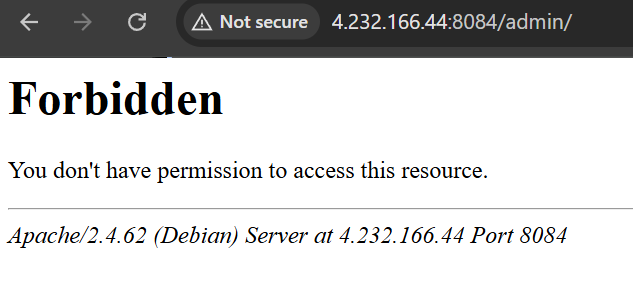 Not secure 4.232.166.44:8084/admin/
Forbidden
You don't have permission to access this resource.
Apache/2.4.62 (Debian) Server at 4.232.166.44 Port 8084